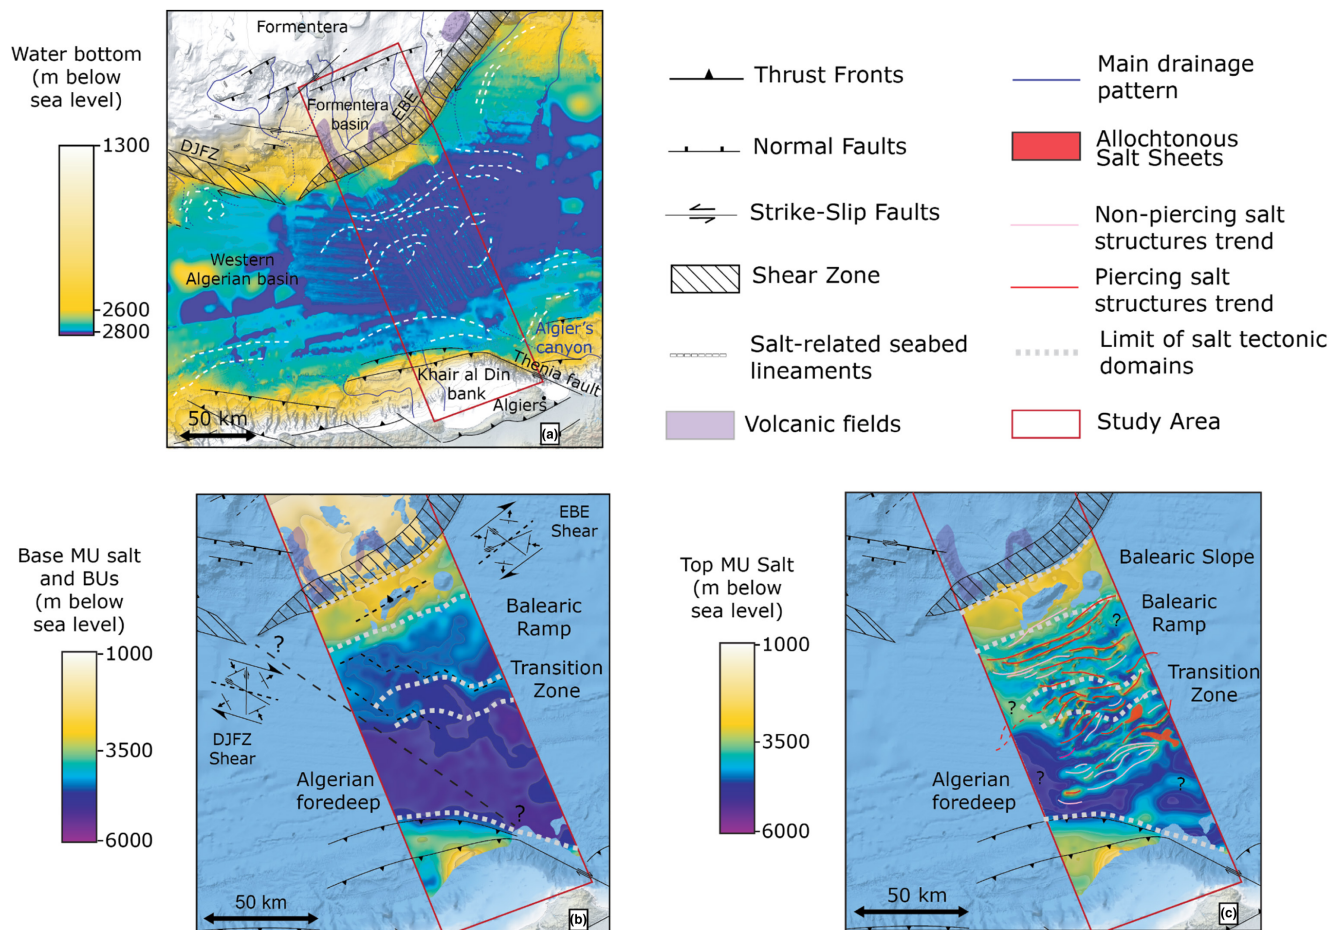 Water bottom
(m below
sea level)
1300
2600
2800
Formentera
Formentera
basin
EBE
DJFZ
Western
Algerian basin
Algier's
canyon
Thenia fault
Khair al Din
bank
Algiers
50 km
(a)
Thrust Fronts
Normal Faults
Strike-Slip Faults
Shear Zone
Salt-related seabed
lineaments
Volcanic fields
Main drainage
pattern
Allochtonous
Salt Sheets
Non-piercing salt
structures trend
Piercing salt
structures trend
Limit of salt tectonic
domains
Study Area
Base MU salt
and BUs
(m below
sea level)
1000
3500
6000
EBE
Shear
Balearic
Ramp
?
Transition
Zone
DJFZ
Shear
Algerian
foredeep
?
50 km
(b)
Top MU Salt
(m below
sea level)
1000
3500
6000
Balearic Slope
Balearic
Ramp
?
Transition
Zone
?
Algerian
foredeep
?
?
50 km
(c)